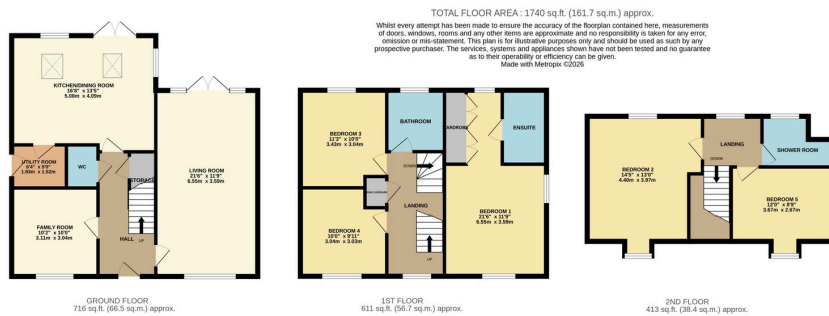 TOTAL FLOOR AREA : 1740 sq.ft. (161.7 sq.m.) approx.
Whilst every attempt has been made to ensure the accuracy of the floorplan contained here, measurements
of doors, windows, rooms and any other items are approximate and no responsibility is taken for any error,
omission or mis-statement. This plan is for illustrative purposes only and should be used as such by any
prospective purchaser. The services, systems and appliances shown have not been tested and no guarantee
as to their operability or efficiency can be given.
Made with Metropix ©2026
KITCHEN/DINING ROOM
16'8" x 13'5"
5.08m x 4.09m
UTILITY ROOM
6'4" x 5'0"
1.93m x 1.52m
WC
STORAGE
LIVING ROOM
21'6" x 11'9"
6.55m x 3.59m
FAMILY ROOM
10'2" x 10'0"
3.11m x 3.04m
HALL
UP
GROUND FLOOR
716 sq.ft. (66.5 sq.m.) approx.
BEDROOM 3
11'3" x 10'0"
3.43m x 3.04m
BATHROOM
WARDROBE
ENSUITE
DOWN
LANDING
BEDROOM 1
21'6" x 11'9"
6.55m x 3.59m
BEDROOM 4
10'0" x 9'11"
3.04m x 3.03m
UP
1ST FLOOR
611 sq.ft. (56.7 sq.m.) approx.
LANDING
SHOWER ROOM
DOWN
BEDROOM 2
14'5" x 13'0"
4.40m x 3.97m
BEDROOM 5
12'0" x 8'9"
3.67m x 2.67m
2ND FLOOR
413 sq.ft. (38.4 sq.m.) approx.